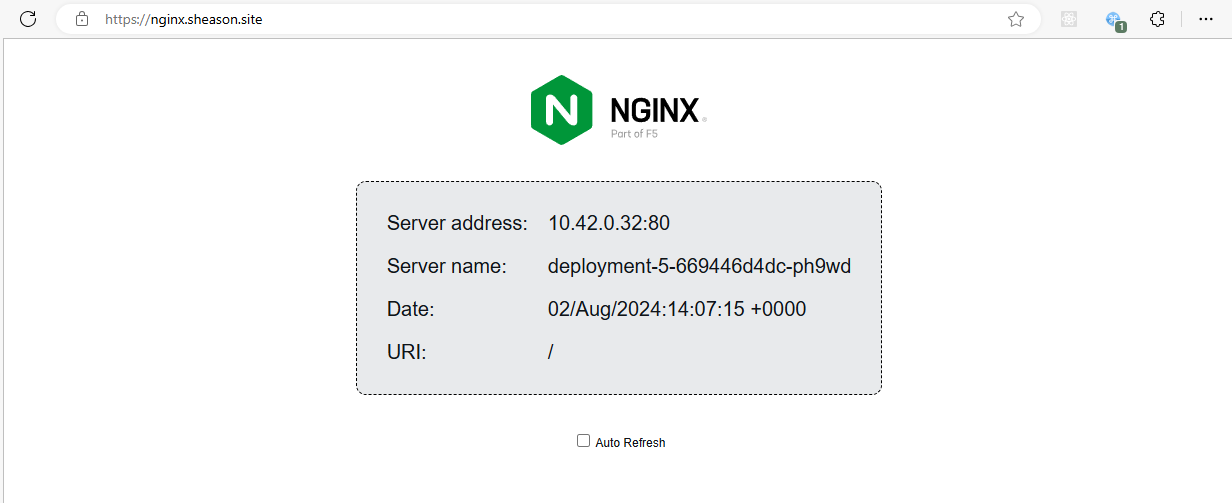 https://nginx.sheason.site
1
N NGINX®
Part of F5
Server address: 10.42.0.32:80
Server name: deployment-5-669446d4dc-ph9wd
Date: 02/Aug/2024:14:07:15 +0000
URI: /
Auto Refresh